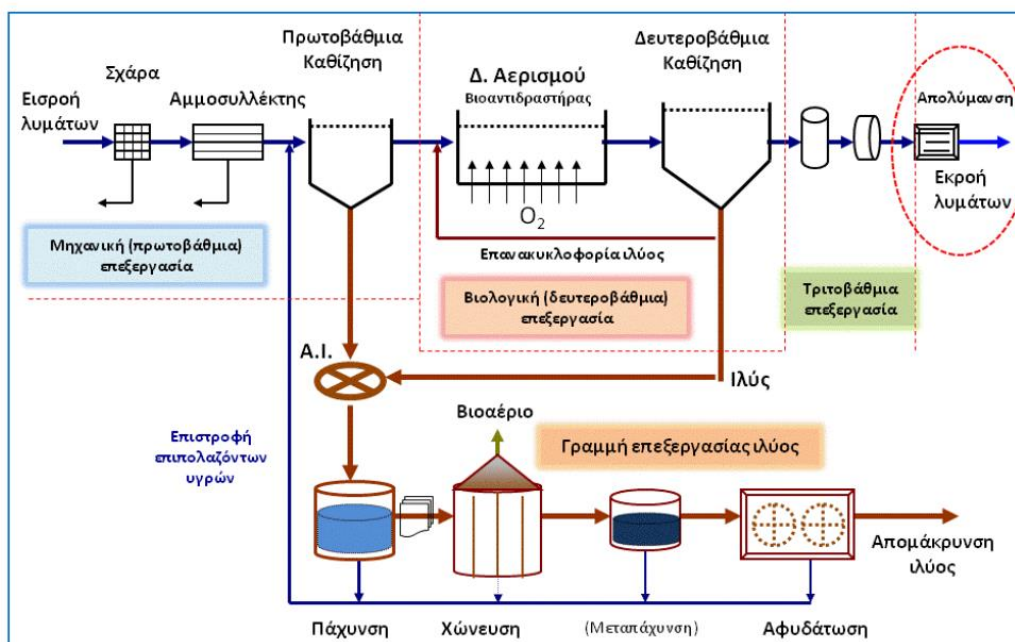 Πρωτοβάθμια
Καθίζηση
Δευτεροβάθμια
Καθίζηση
Σχάρα
Δ. Αερισμού
Βιοαντιδραστήρας
Εισροή
λυμάτων
Αμμοσυλλέκτης
Απολύμανση
Εκροή
λυμάτων
O2
Μηχανική (πρωτοβάθμια)
επεξεργασία
Επανακυκλοφορία ιλύος
Βιολογική (δευτεροβάθμια)
επεξεργασία
Τριτοβάθμια
επεξεργασία
Α.Ι.
Ιλύς
Βιοαέριο
Γραμμή επεξεργασίας ιλύος
Επιστροφή
επιπολαζόντων
υγρών
Απομάκρυνση
ιλύος
Πάχυνση
Χώνευση
(Μεταπάχυνση)
Αφυδάτωση